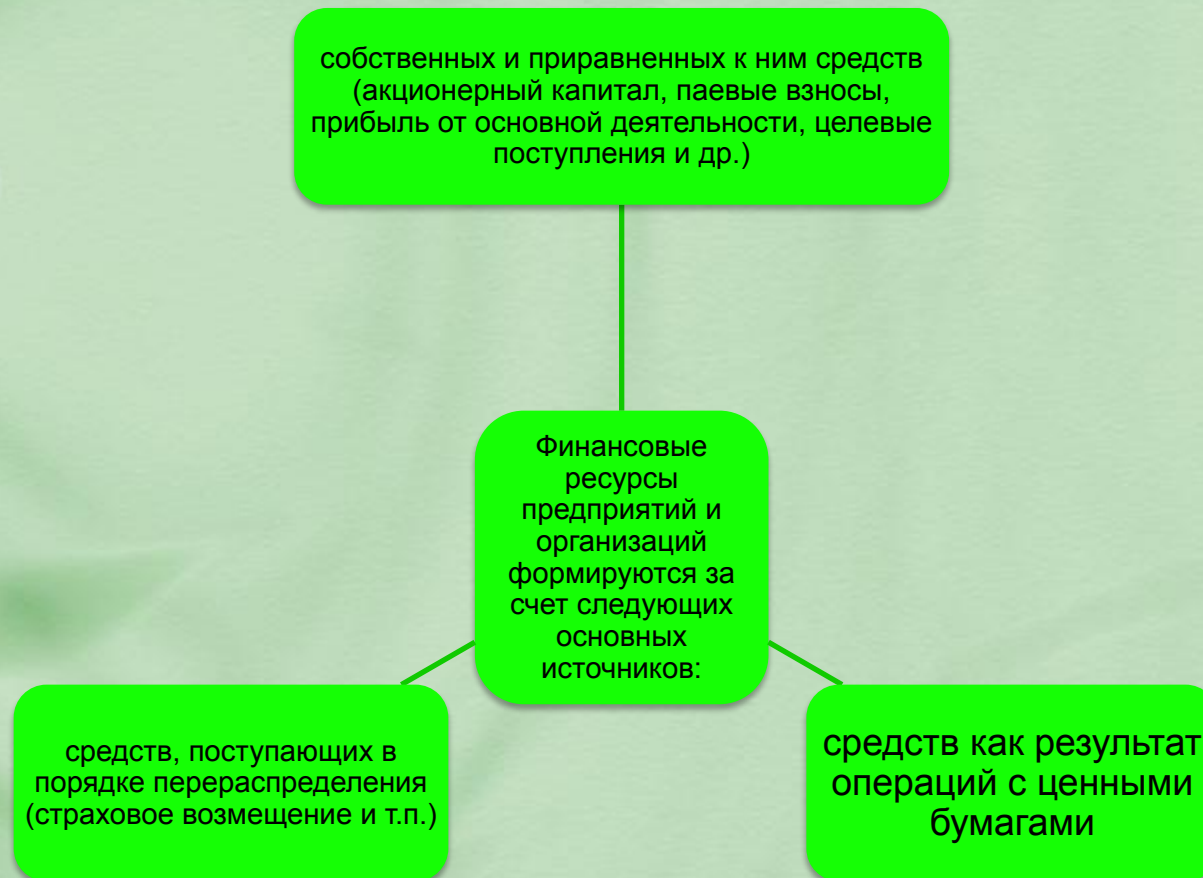 собственных и приравненных к ним средств
(акционерный капитал, паевые взносы,
прибыль от основной деятельности, целевые
поступления и др.)
Финансовые
ресурсы
предприятий и
организаций
формируются за
счет следующих
основных
источников:
средств, поступающих в
порядке перераспределения
(страховое возмещение и т.п.)
средств как результат
операций с ценными
бумагами